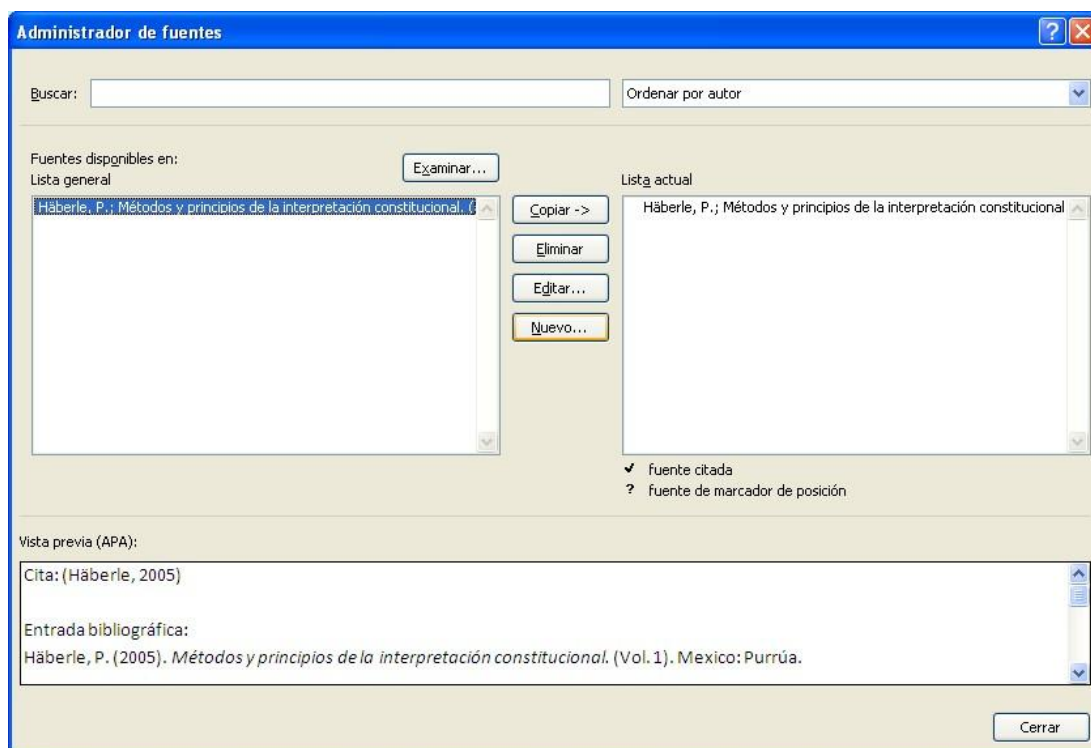 Administrador de fuentes
Buscar:
Ordenar por autor
Fuentes disponibles en:
Lista general
Examinar...
Lista actual
Häberle, P.; Métodos y principios de la interpretación constitucional. (
Copiar ->
Eliminar
Editar...
Nuevo...
Häberle, P.; Métodos y principios de la interpretación constitucional
✓ fuente citada
? fuente de marcador de posición
Vista previa (APA):
Cita: (Häberle, 2005)
Entrada bibliográfica:
Häberle, P. (2005). Métodos y principios de la interpretación constitucional. (Vol. 1). Mexico: Purrúa.
Cerrar